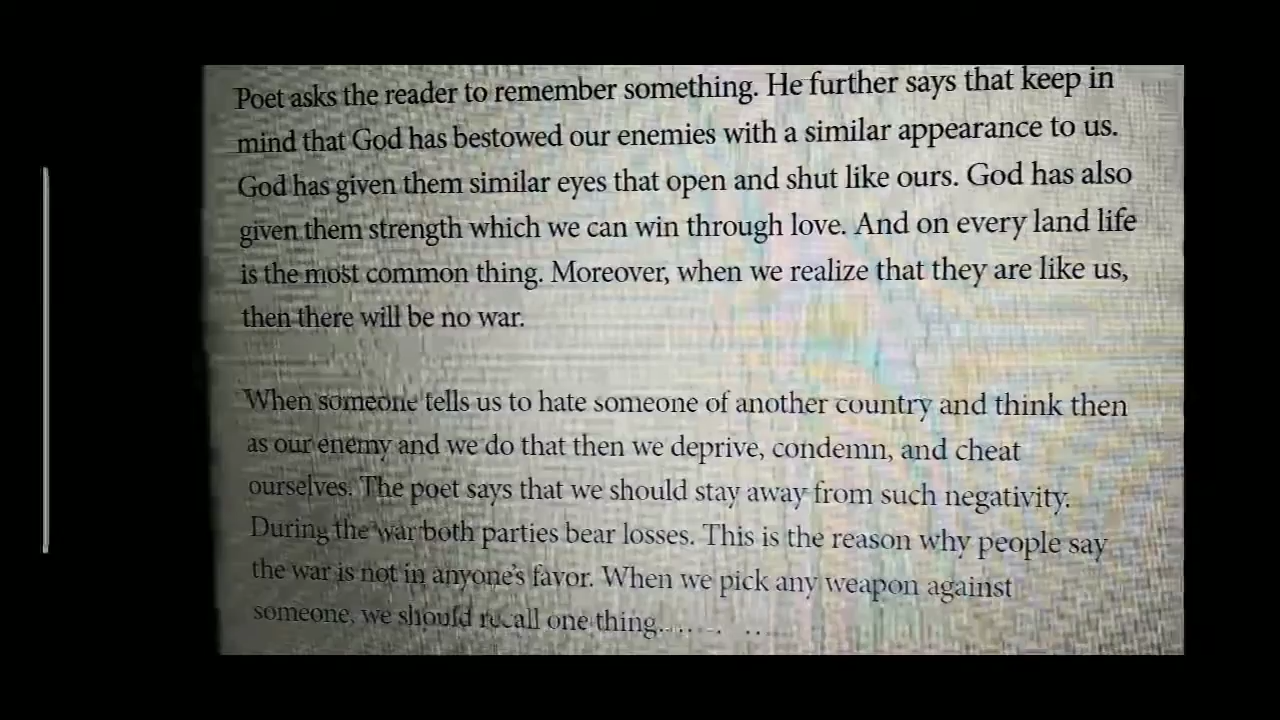 Poet asks the reader to remember something. He further says that keep in
mind that God has bestowed our enemies with a similar appearance to us.
God has given them similar eyes that open and shut like ours. God has also
given them strength which we can win through love. And on every land life
is the most common thing. Moreover, when we realize that they are like us,
then there will be no war.
When someone tells us to hate someone of another country and think then
as our enemy and we do that then we deprive, condemn, and cheat
ourselves. The poet says that we should stay away from such negativity.
During the war both parties bear losses. This is the reason why people say
the war is not in anyone's favor. When we pick any weapon against
someone, we should recall one thing...... ...